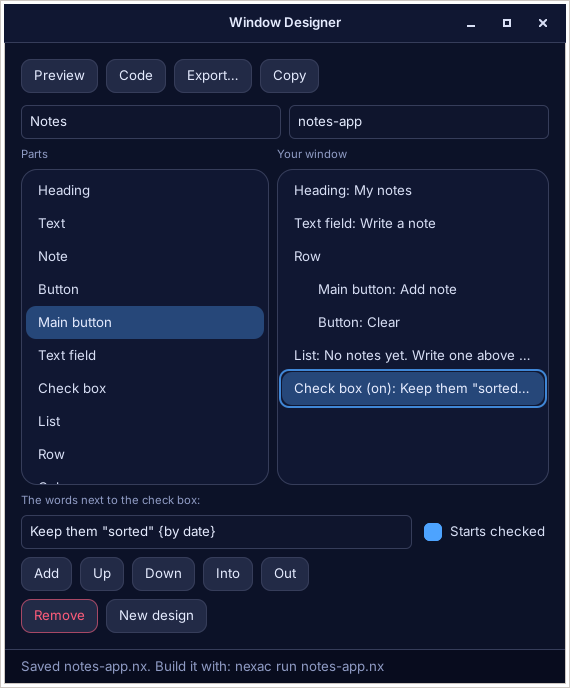 Window Designer
Preview Code Export... Copy
Notes notes-app
Parts Your window
Heading
Text
Note
Button
Main button
Text field
Check box
List
Row
Heading: My notes
Text field: Write a note
Row
Main button: Add note
Button: Clear
List: No notes yet. Write one above ...
Check box (on): Keep them "sorted...
The words next to the check box:
Keep them "sorted" {by date} Starts checked
Add Up Down Into Out
Remove New design
Saved notes-app.nx. Build it with: nexac run notes-app.nx